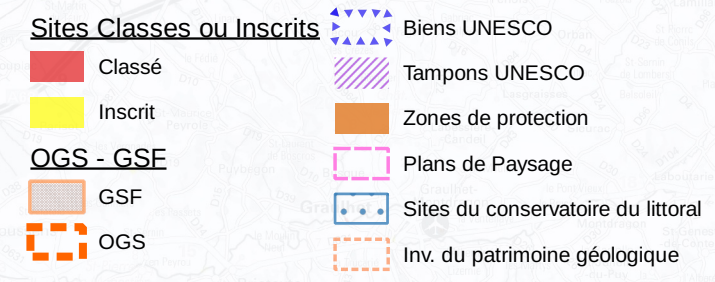 Sites Classes ou Inscrits
Classé
Inscrit
OGS - GSF
GSF
OGS
Biens UNESCO
Tampons UNESCO
Zones de protection
Plans de Paysage
Sites du conservatoire du littoral
Inv. du patrimoine géologique
Graulhet